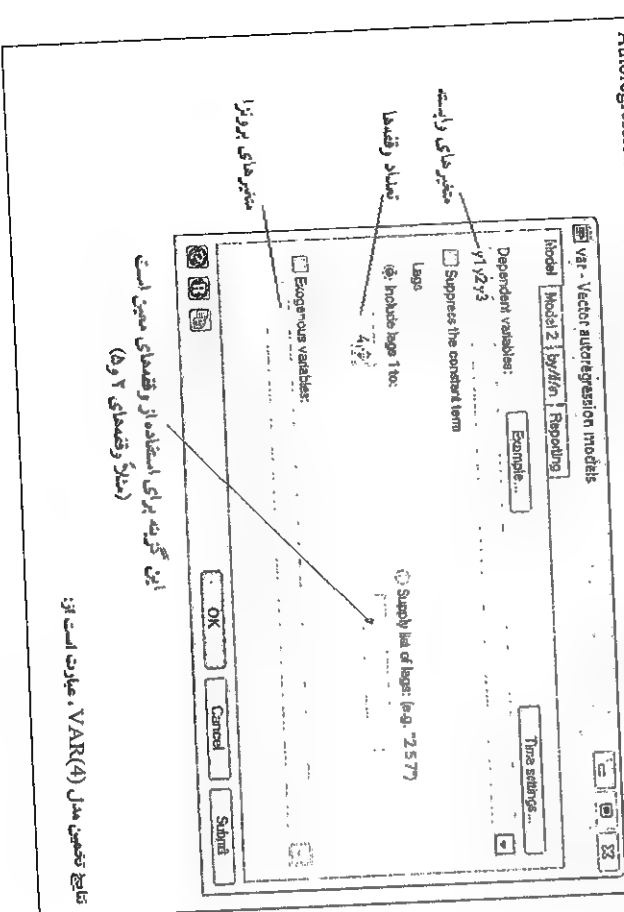 var - Vector autoregression models
Model Model 2 by/if/in Reporting
Dependent variables:
Example...
Time settings...
y1 y2 y3
Suppress the constant term
Lags
Include lags 1 to:
4
Supply list of lags: (e.g. "2 5 7")
Exogenous variables:
OK Cancel Submit
متغیرهای وابسته
تعداد وقفه‌ها
متغیرهای برونزا
این گزینه برای استفاده از وقفه‌های معین است
(مثلاً وقفه‌های ۲ و ۵)
نتایج تخمین مدل VAR(4)، عبارت است از: